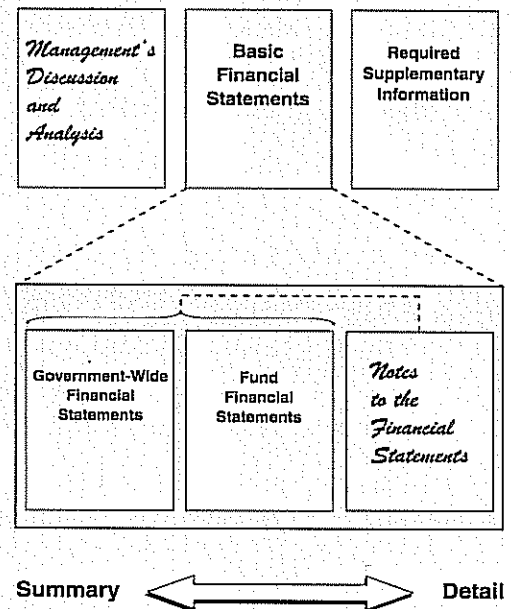 Management's
Discussion
and
Analysis
Basic
Financial
Statements
Required
Supplementary
Information
Government-Wide
Financial
Statements
Fund
Financial
Statements
Notes
to the
Financial
Statements
Summary
Detail